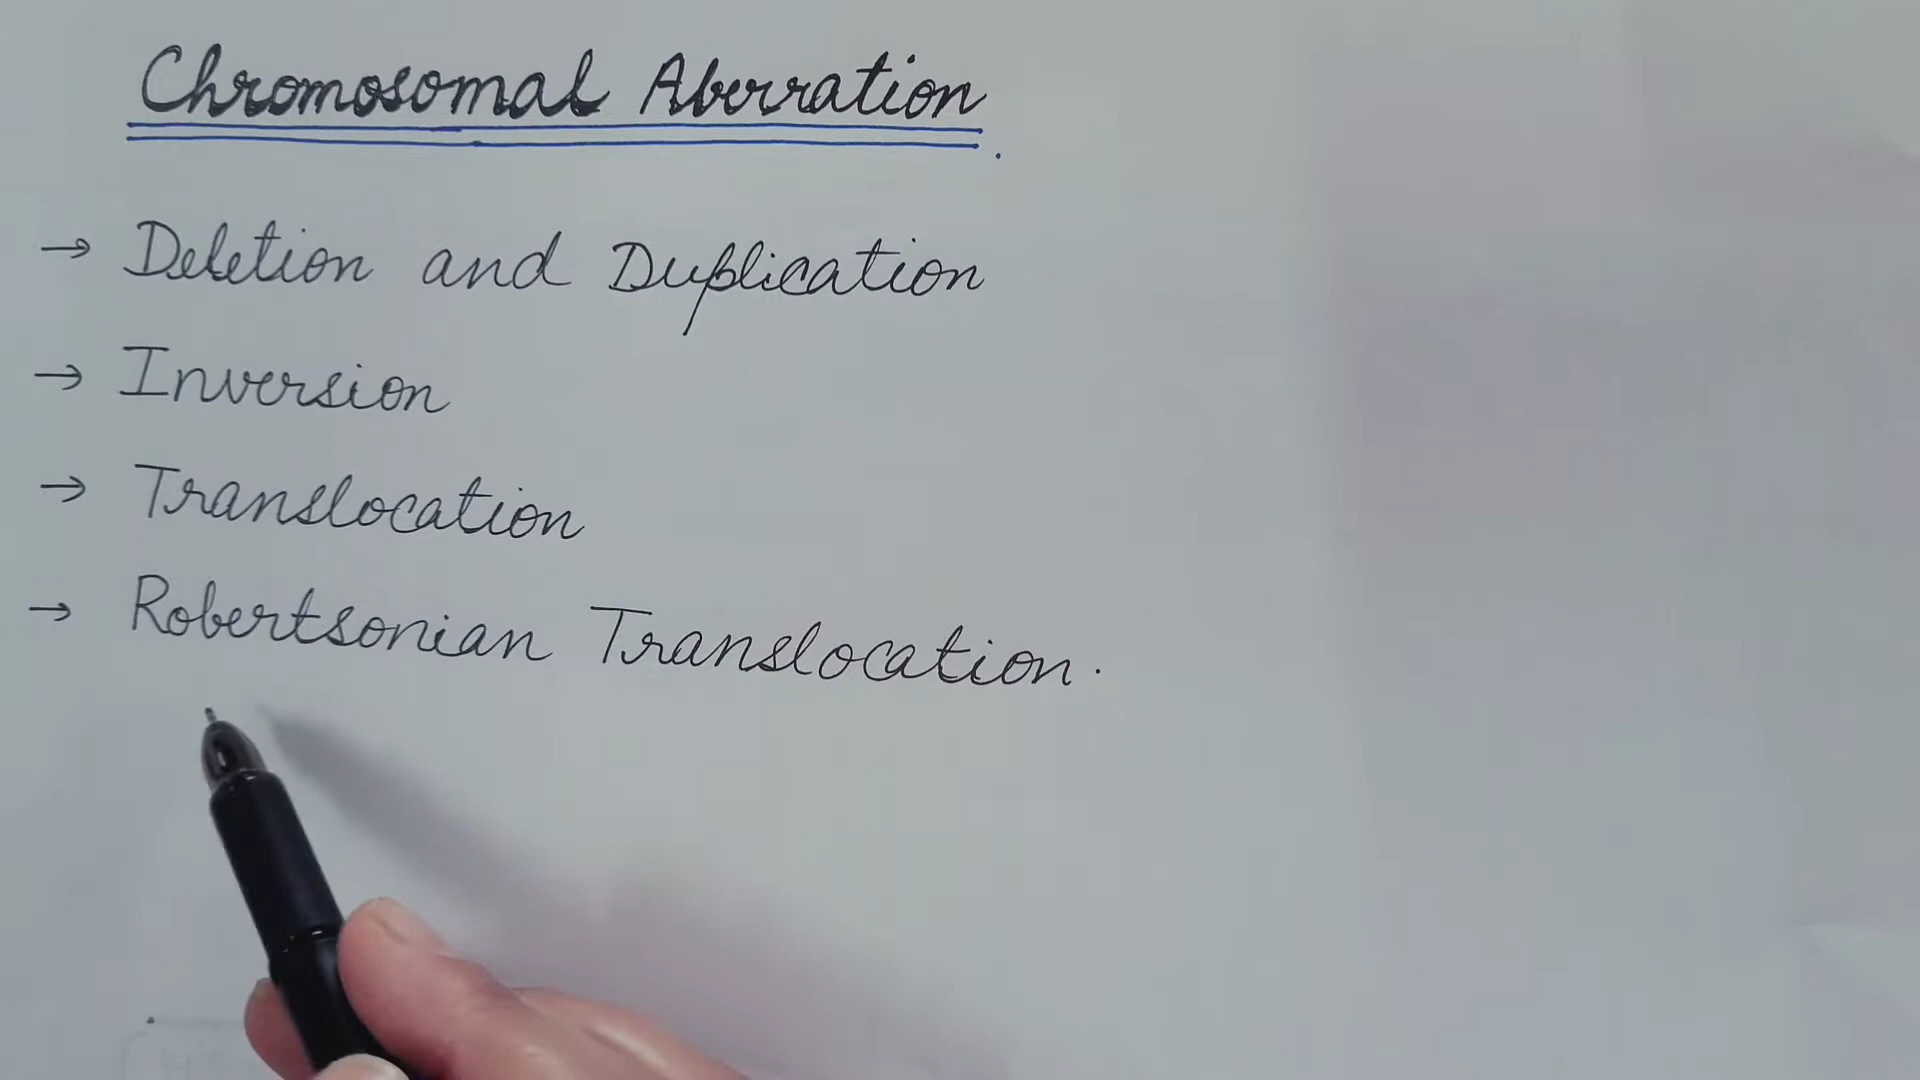 Chromosomal Aberration.
→ Deletion and Duplication
→ Inversion
→ Translocation
→ Robertsonian Translocation.